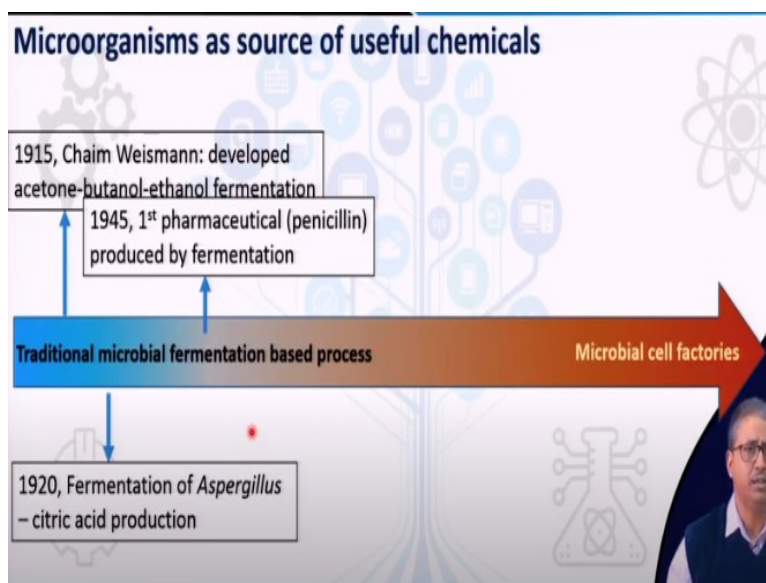 Microorganisms as source of useful chemicals
1915, Chaim Weismann: developed
acetone-butanol-ethanol fermentation
1945, 1st pharmaceutical (penicillin)
produced by fermentation
Traditional microbial fermentation based process
Microbial cell factories
1920, Fermentation of Aspergillus
– citric acid production